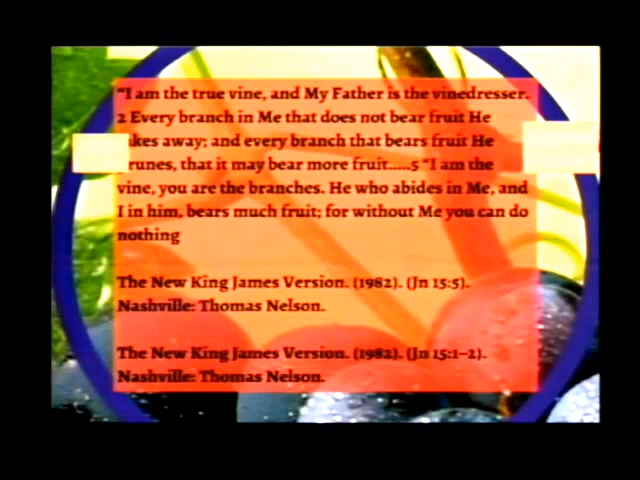 “I am the true vine, and My Father is the vinedresser.
2 Every branch in Me that does not bear fruit He
akes away; and every branch that bears fruit He
runes, that it may bear more fruit.....5 “I am the
vine, you are the branches. He who abides in Me, and
I in him, bears much fruit; for without Me you can do
nothing
The New King James Version. (1982). (Jn 15:5).
Nashville: Thomas Nelson.
The New King James Version. (1982). (Jn 15:1–2).
Nashville: Thomas Nelson.